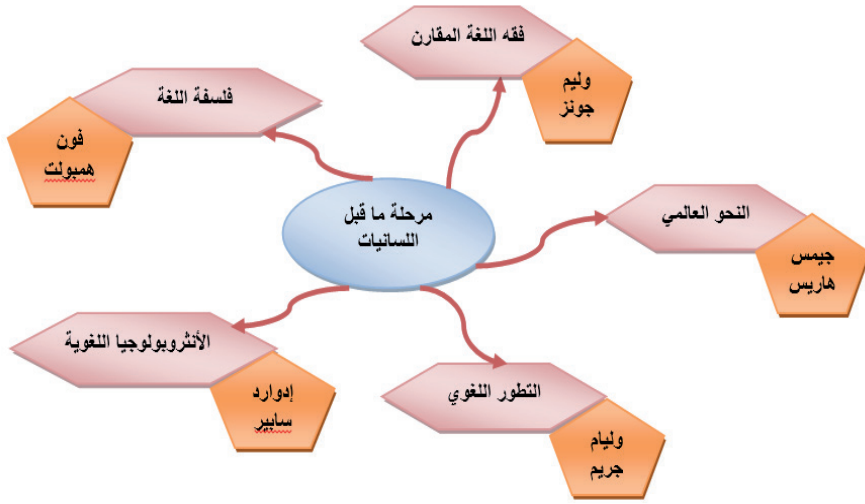 فقه اللغة المقارن
وليم
جونز
فلسفة اللغة
فون
همبولت
مرحلة ما قبل
اللسانيات
النحو العالمي
جيمس
هاريس
الأنثروبولوجيا اللغوية
إدوارد
سابير
التطور اللغوي
وليام
جريم